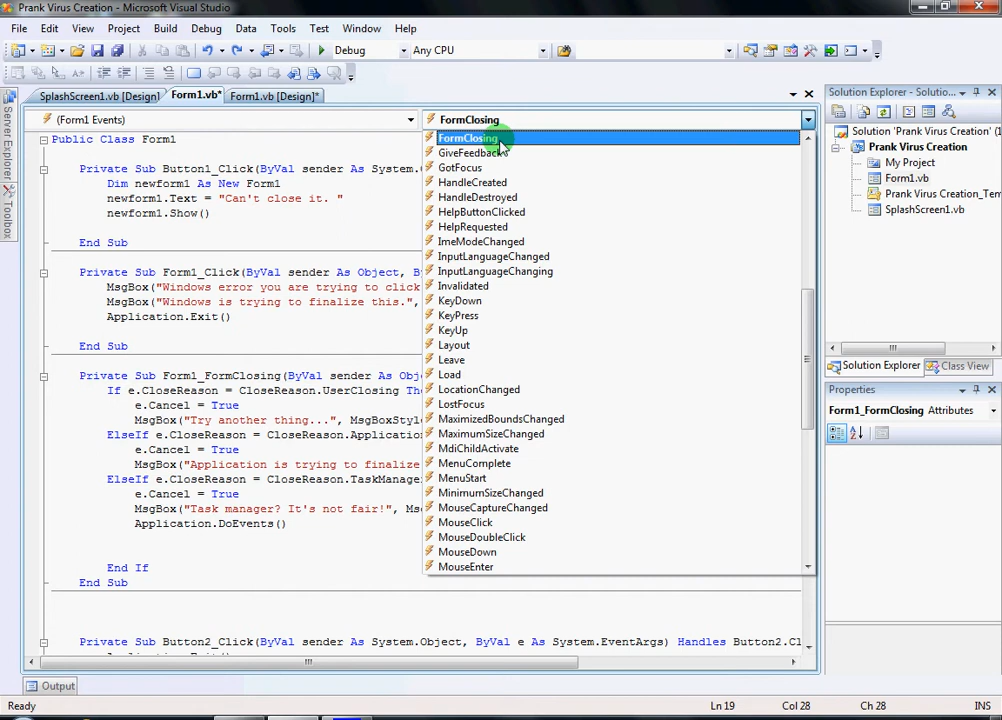 Prank Virus Creation - Microsoft Visual Studio
File Edit View Project Build Debug Data Tools Test Window Help
Debug Any CPU
SplashScreen1.vb [Design] Form1.vb* Form1.vb [Design]*
(Form1 Events) FormClosing
Server Explorer
Toolbox
Public Class Form1
Private Sub Button1_Click(ByVal sender As System.
Dim newform1 As New Form1
newform1.Text = "Can't close it. "
newform1.Show()
End Sub
Private Sub Form1_Click(ByVal sender As Object,
MsgBox("Windows error you are trying to click
MsgBox("Windows is trying to finalize this.",
Application.Exit()
End Sub
Private Sub Form1_FormClosing(ByVal sender As Obj
If e.CloseReason = CloseReason.UserClosing Th
e.Cancel = True
MsgBox("Try another thing...", MsgBoxStyl
ElseIf e.CloseReason = CloseReason.Applicatio
e.Cancel = True
MsgBox("Application is trying to finalize
ElseIf e.CloseReason = CloseReason.TaskManager
e.Cancel = True
MsgBox("Task manager? It's not fair!", Ms
Application.DoEvents()
End If
End Sub
Private Sub Button2_Click(ByVal sender As System.Object, ByVal e As System.EventArgs) Handles Button2.Cl
FormClosing
GiveFeedback
GotFocus
HandleCreated
HandleDestroyed
HelpButtonClicked
HelpRequested
ImeModeChanged
InputLanguageChanged
InputLanguageChanging
Invalidated
KeyDown
KeyPress
KeyUp
Layout
Leave
Load
LocationChanged
LostFocus
MaximizedBoundsChanged
MaximumSizeChanged
MdiChildActivate
MenuComplete
MenuStart
MinimumSizeChanged
MouseCaptureChanged
MouseClick
MouseDoubleClick
MouseDown
MouseEnter
Solution Explorer - Solutio...
Solution 'Prank Virus Creation' (
Prank Virus Creation
My Project
Form1.vb
Prank Virus Creation_Tem
SplashScreen1.vb
Solution Explorer Class View
Properties
Form1_FormClosing Attributes
Output
Ready Ln 19 Col 28 Ch 28 INS